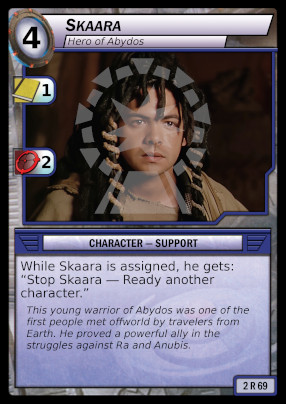 4
SKAARA
Hero of Abydos
1
2
CHARACTER – SUPPORT
While Skaara is assigned, he gets:
“Stop Skaara — Ready another
character.”
This young warrior of Abydos was one of the
first people met offworld by travelers from
Earth. He proved a powerful ally in the
struggles against Ra and Anubis.
2 R 69